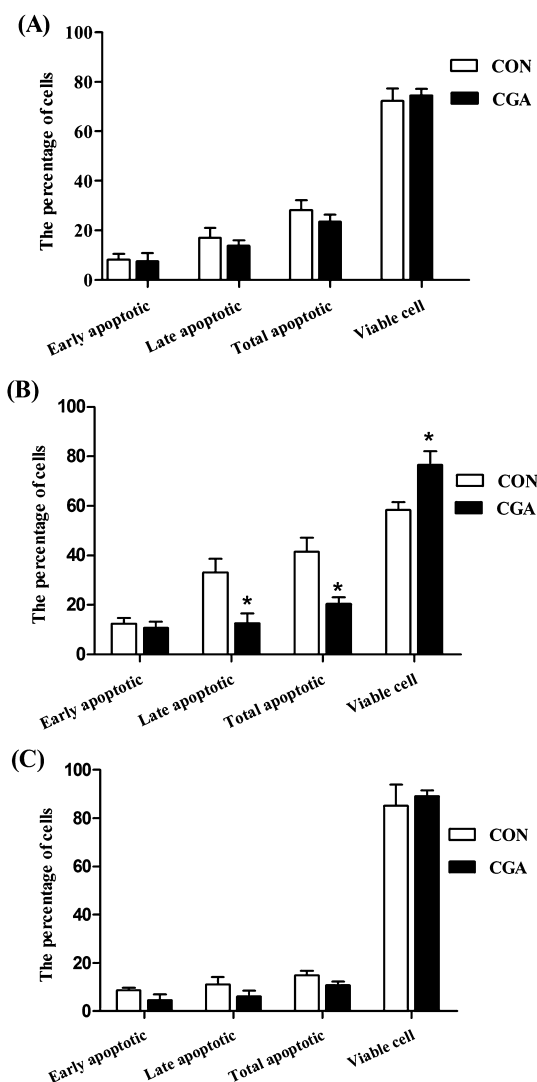 (A)
The percentage of cells
100
80
60
40
20
0
CON
CGA
Early apoptotic
Late apoptotic
Total apoptotic
Viable cell
(B)
The percentage of cells
100
80
60
40
20
0
*
*
*
CON
CGA
Early apoptotic
Late apoptotic
Total apoptotic
Viable cell
(C)
The percentage of cells
100
80
60
40
20
0
CON
CGA
Early apoptotic
Late apoptotic
Total apoptotic
Viable cell